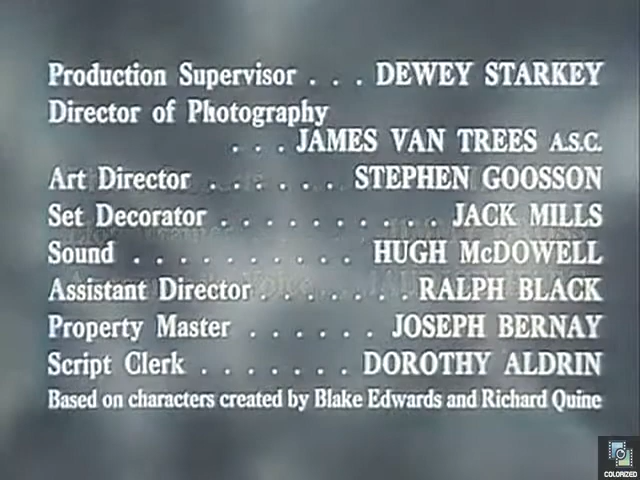 Production Supervisor . . . DEWEY STARKEY
Director of Photography
. . . JAMES VAN TREES A.S.C.
Art Director . . . . . . STEPHEN GOOSSON
Set Decorator . . . . . . . . . . JACK MILLS
Sound . . . . . . . . . . HUGH McDOWELL
Assistant Director . . . . . . . RALPH BLACK
Property Master . . . . . . JOSEPH BERNAY
Script Clerk . . . . . . . DOROTHY ALDRIN
Based on characters created by Blake Edwards and Richard Quine
COLORIZED